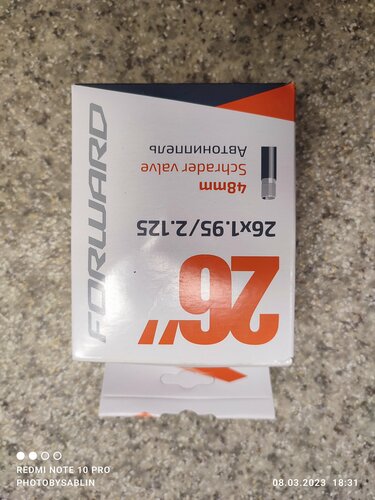 26"
26x1.95/2.125
48mm
Schrader valve
Автониппель
FORWARD
REDMI NOTE 10 PRO
PHOTOBYSABLIN
08.03.2023 18:31